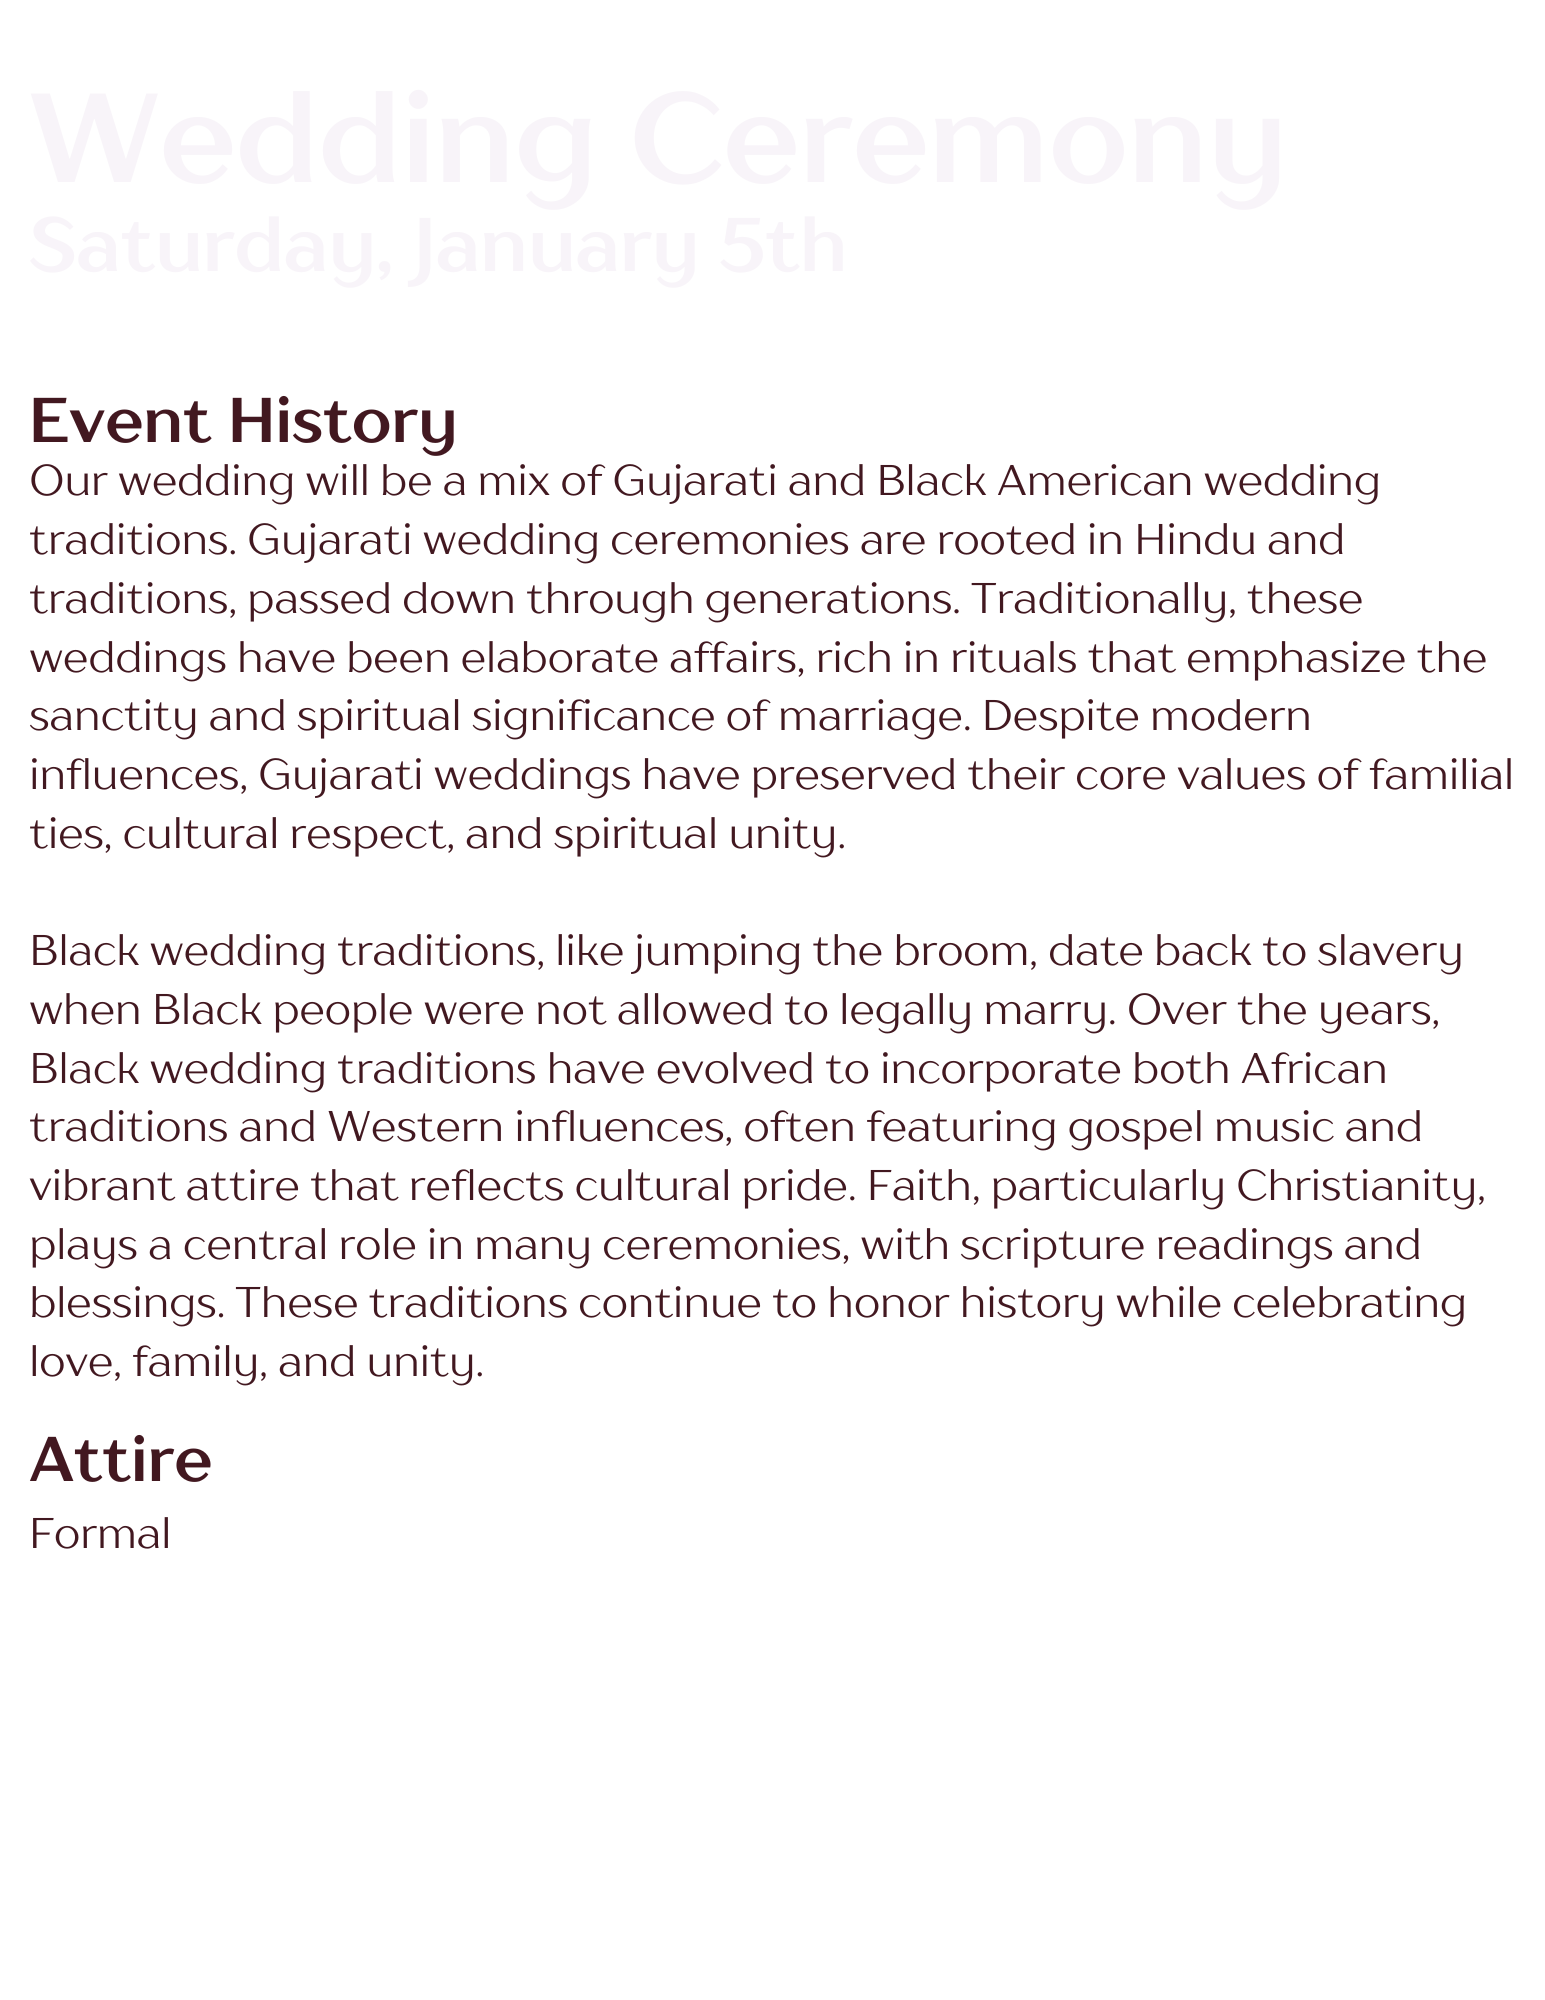 Wedding Ceremony
Saturday, January 5th
Event History
Our wedding will be a mix of Gujarati and Black American wedding
traditions. Gujarati wedding ceremonies are rooted in Hindu and
traditions, passed down through generations. Traditionally, these
weddings have been elaborate affairs, rich in rituals that emphasize the
sanctity and spiritual significance of marriage. Despite modern
influences, Gujarati weddings have preserved their core values of familial
ties, cultural respect, and spiritual unity.
Black wedding traditions, like jumping the broom, date back to slavery
when Black people were not allowed to legally marry. Over the years,
Black wedding traditions have evolved to incorporate both African
traditions and Western influences, often featuring gospel music and
vibrant attire that reflects cultural pride. Faith, particularly Christianity,
plays a central role in many ceremonies, with scripture readings and
blessings. These traditions continue to honor history while celebrating
love, family, and unity.
Attire
Formal